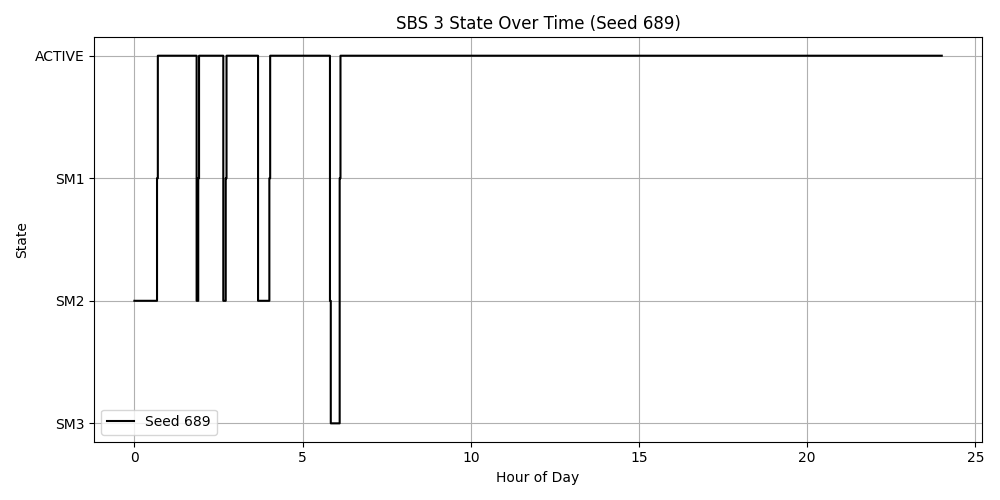 SBS 3 State Over Time (Seed 689)
ACTIVE
SM1
SM2
SM3
State
Seed 689
0 5 10 15 20 25
Hour of Day